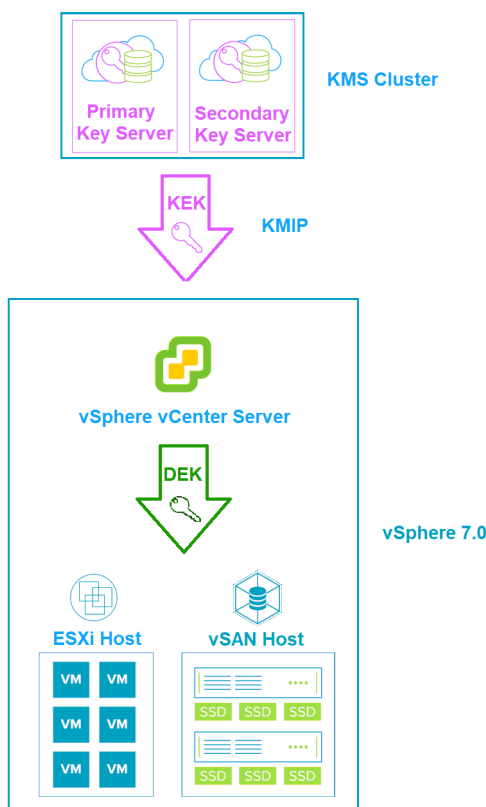 KMS Cluster
Primary
Key Server
Secondary
Key Server
KEK
KMIP
vSphere vCenter Server
DEK
vSphere 7.0
ESXi Host
vSAN Host
VM VM
VM VM
VM VM
SSD SSD SSD
SSD SSD SSD